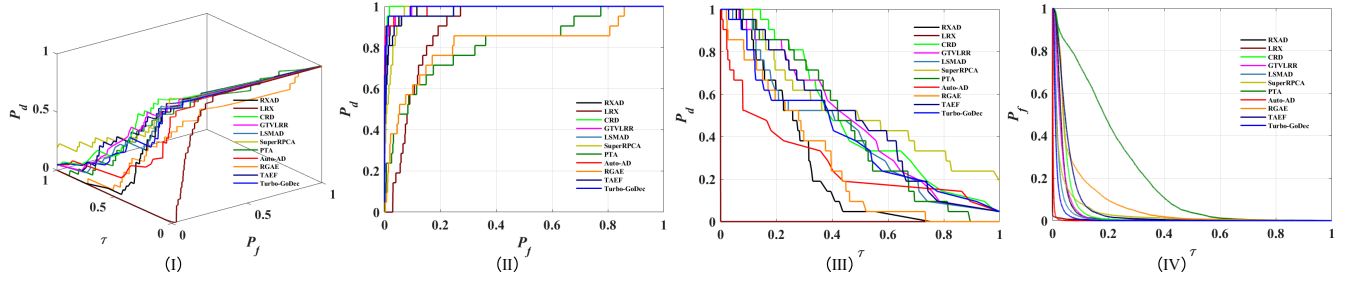 1
P_d
0.5
0
1
0.5
τ
0
0
0.5
1
P_f
RXAD
LRX
CRD
GTVLRR
LSMAD
SuperRPCA
PTA
Auto-AD
RGAE
TAEF
Turbo-GoDec
(I)
1
0.8
0.6
0.4
0.2
0
P_d
0
0.2
0.4
0.6
0.8
1
P_f
RXAD
LRX
CRD
GTVLRR
LSMAD
SuperRPCA
PTA
Auto-AD
RGAE
TAEF
Turbo-GoDec
(II)
1
0.8
0.6
0.4
0.2
0
P_d
0
0.2
0.4
0.6
0.8
1
τ
RXAD
LRX
CRD
GTVLRR
LSMAD
SuperRPCA
PTA
Auto-AD
RGAE
TAEF
Turbo-GoDec
(III)
1
0.8
0.6
0.4
0.2
0
P_f
0
0.2
0.4
0.6
0.8
1
τ
RXAD
LRX
CRD
GTVLRR
LSMAD
SuperRPCA
PTA
Auto-AD
RGAE
TAEF
Turbo-GoDec
(IV)